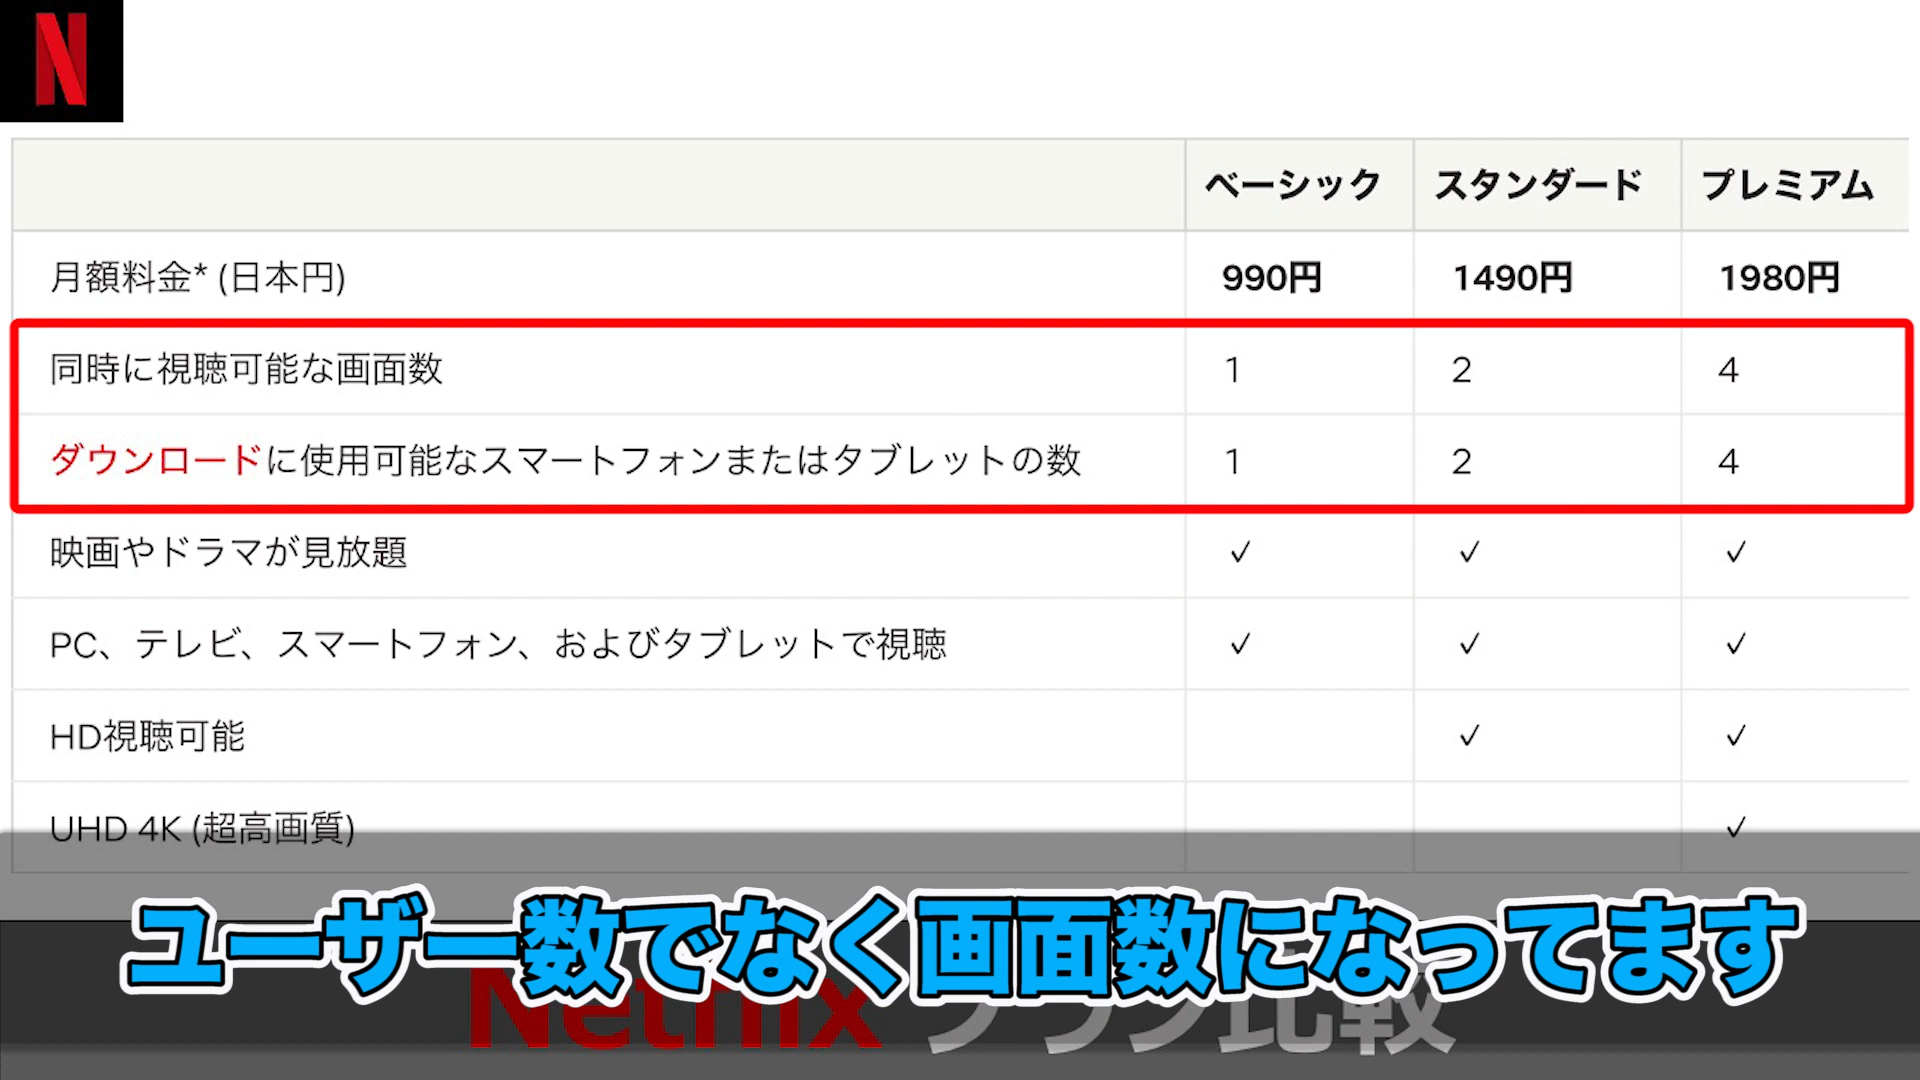 N
ベーシック スタンダード プレミアム
月額料金* (日本円) 990円 1490円 1980円
同時に視聴可能な画面数 1 2 4
ダウンロードに使用可能なスマートフォンまたはタブレットの数 1 2 4
映画やドラマが見放題 ✓ ✓ ✓
PC、テレビ、スマートフォン、およびタブレットで視聴 ✓ ✓ ✓
HD視聴可能 ✓ ✓
UHD 4K (超高画質) ✓
ユーザー数でなく画面数になってます
Netflix プラン比較